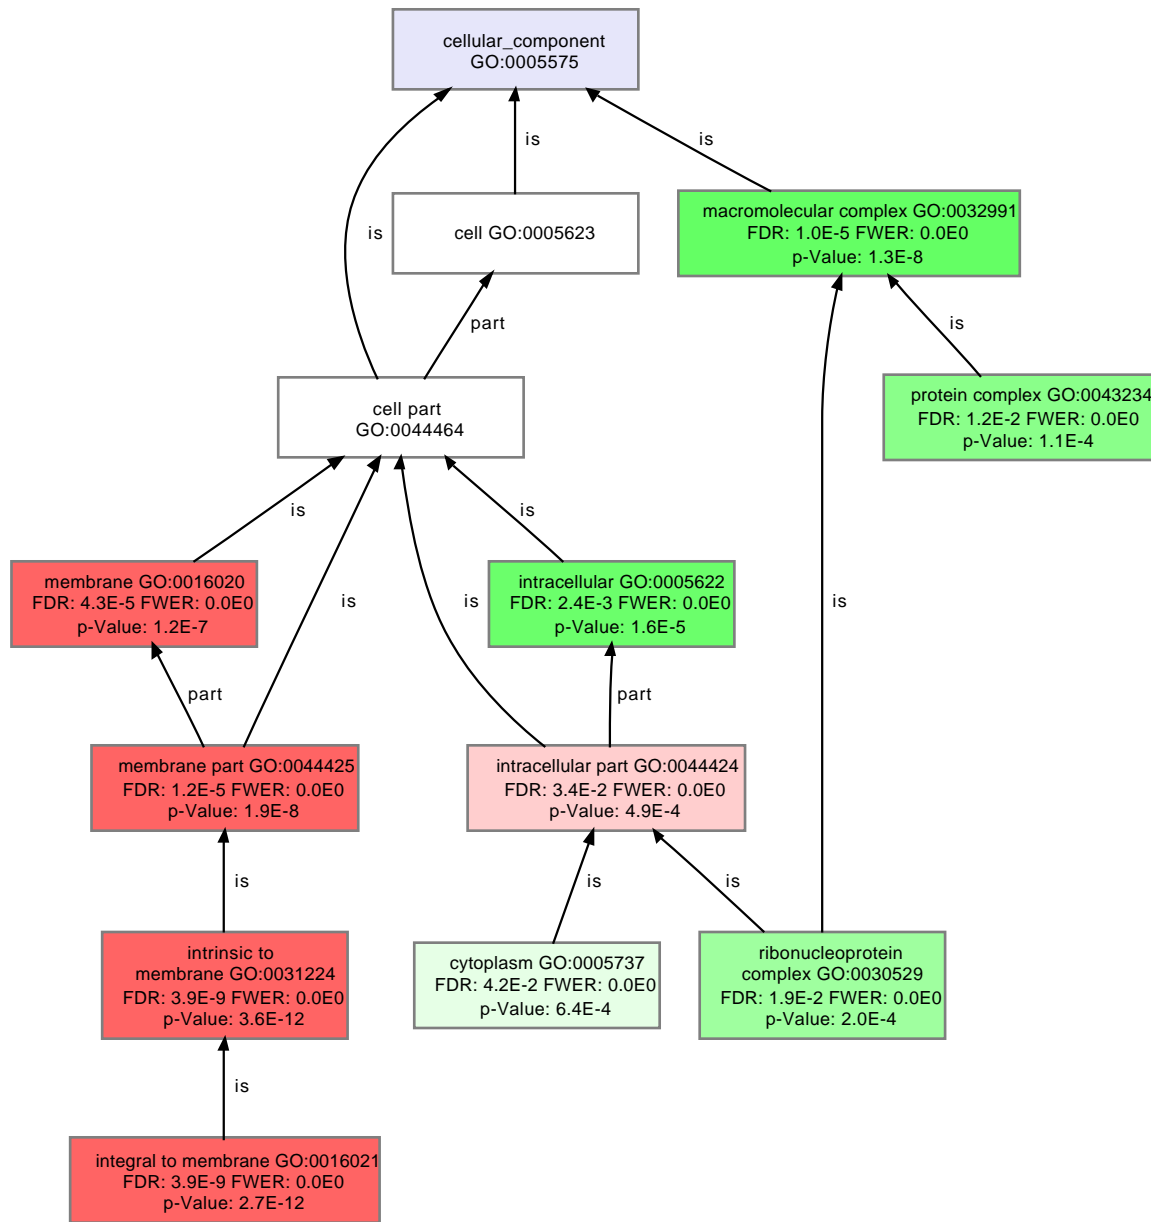 cellular_component
GO:0005575
is
is
is
cell GO:0005623
macromolecular complex GO:0032991
FDR: 1.0E-5 FWER: 0.0E0
p-Value: 1.3E-8
part
is
cell part
GO:0044464
protein complex GO:0043234
FDR: 1.2E-2 FWER: 0.0E0
p-Value: 1.1E-4
is
is
is
is
is
membrane GO:0016020
FDR: 4.3E-5 FWER: 0.0E0
p-Value: 1.2E-7
intracellular GO:0005622
FDR: 2.4E-3 FWER: 0.0E0
p-Value: 1.6E-5
part
part
membrane part GO:0044425
FDR: 1.2E-5 FWER: 0.0E0
p-Value: 1.9E-8
intracellular part GO:0044424
FDR: 3.4E-2 FWER: 0.0E0
p-Value: 4.9E-4
is
is
is
intrinsic to
membrane GO:0031224
FDR: 3.9E-9 FWER: 0.0E0
p-Value: 3.6E-12
cytoplasm GO:0005737
FDR: 4.2E-2 FWER: 0.0E0
p-Value: 6.4E-4
ribonucleoprotein
complex GO:0030529
FDR: 1.9E-2 FWER: 0.0E0
p-Value: 2.0E-4
is
integral to membrane GO:0016021
FDR: 3.9E-9 FWER: 0.0E0
p-Value: 2.7E-12